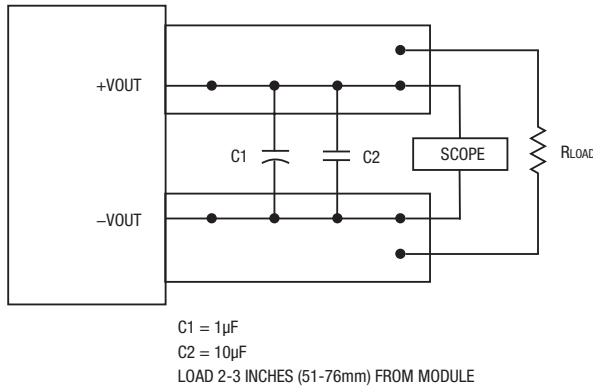 +VOUT
C1
C2
SCOPE
RLOAD
−VOUT
C1 = 1µF
C2 = 10µF
LOAD 2-3 INCHES (51-76mm) FROM MODULE